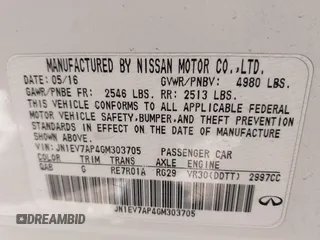 MANUFACTURED BY NISSAN MOTOR CO.,LTD.
DATE: 05/16 GVWR/PNBV: 4980 LBS.
GAWR/PNBE FR: 2546 LBS. RR: 2513 LBS.
THIS VEHICLE CONFORMS TO ALL APPLICABLE FEDERAL
MOTOR VEHICLE SAFETY, BUMPER, AND THEFT PREVENTION
STANDARDS IN EFFECT ON THE DATE OF MANUFACTURE
SHOWN ABOVE.
VIN: JN1EV7AP4GM303705 PASSENGER CAR
COLOR TRIM TRANS AXLE ENGINE
QAB G RE7R01A RG29 VR30(DDTT) 2997CC
JN1EV7AP4GM303705
INFINITI
DREAMBID